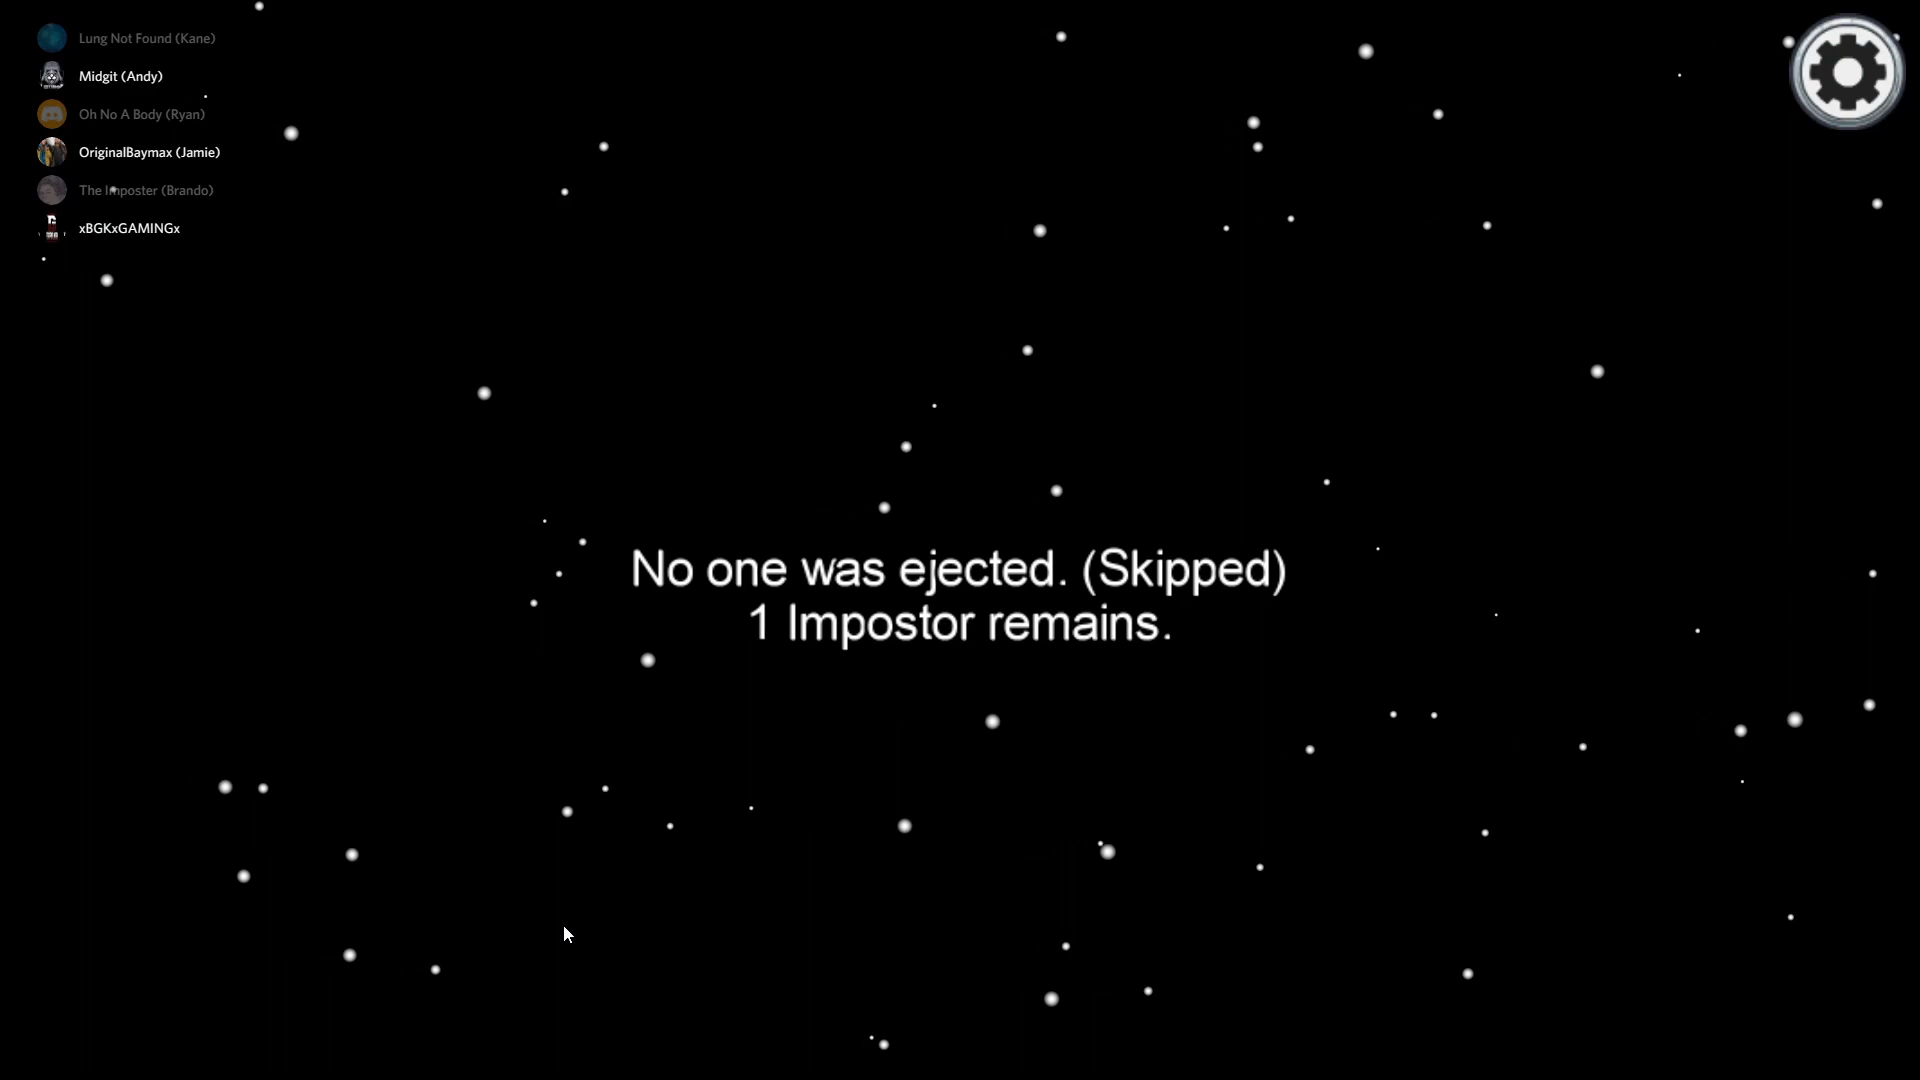 Lung Not Found (Kane)
Midgit (Andy)
Oh No A Body (Ryan)
OriginalBaymax (Jamie)
The Imposter (Brando)
xBGKxGAMINGx
No one was ejected. (Skipped)
1 Impostor remains.